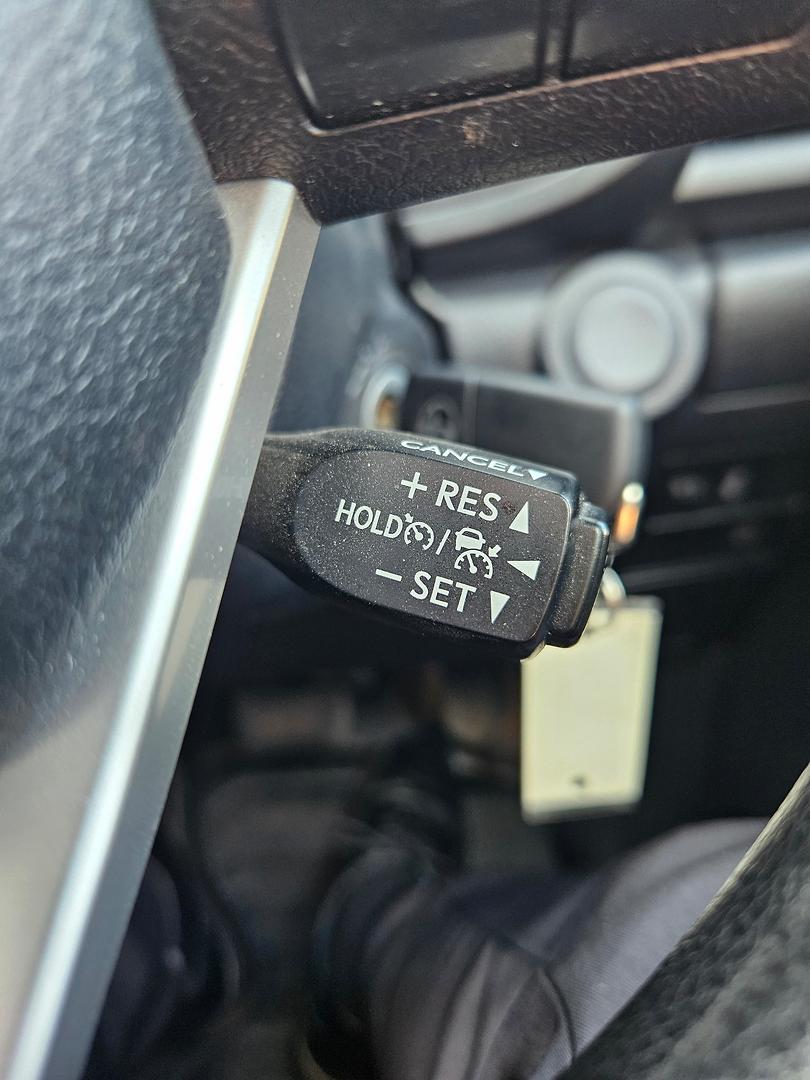 CANCEL▼
+ RES ▲
HOLD /
− SET ▼